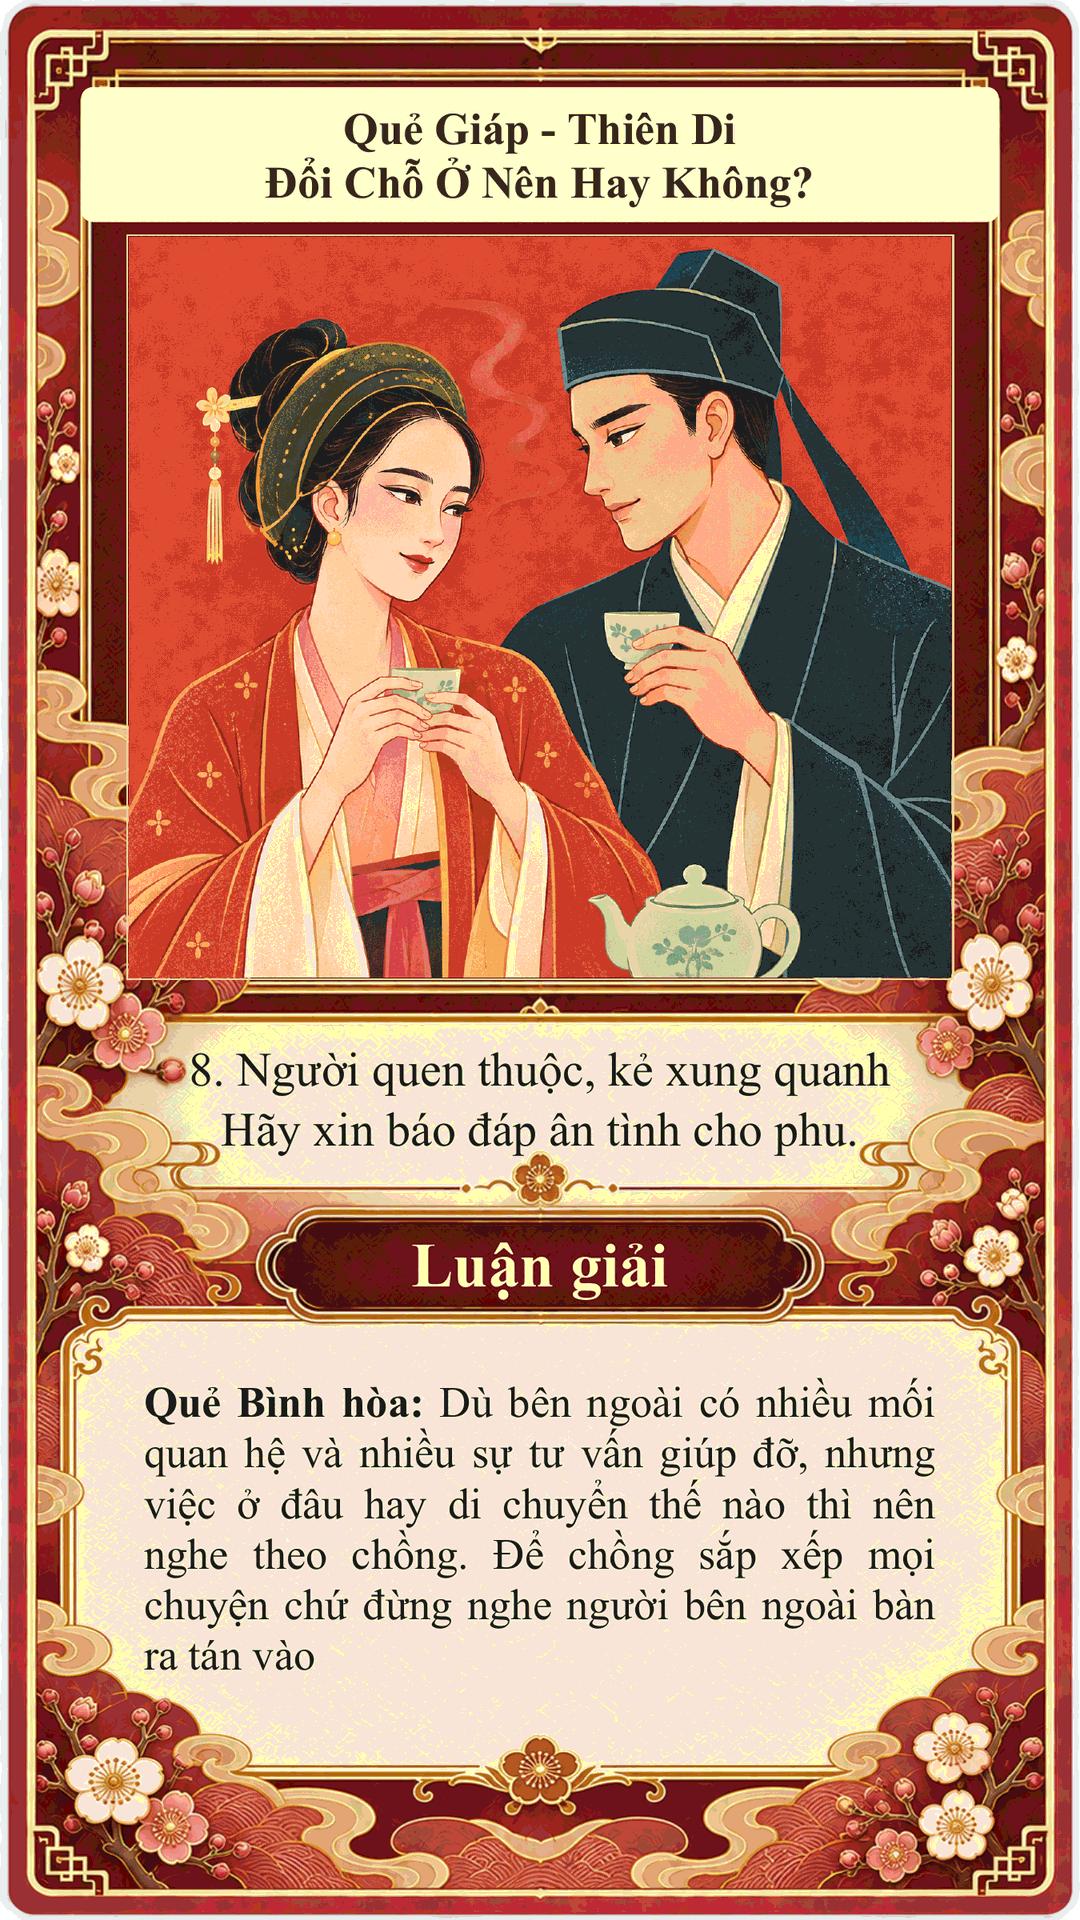 Quẻ Giáp - Thiên Di
Đổi Chỗ Ở Nên Hay Không?
8. Người quen thuộc, kẻ xung quanh
Hãy xin báo đáp ân tình cho phu.
Luận giải
Quẻ Bình hòa: Dù bên ngoài có nhiều mối
quan hệ và nhiều sự tư vấn giúp đỡ, nhưng
việc ở đâu hay di chuyển thế nào thì nên
nghe theo chồng. Để chồng sắp xếp mọi
chuyện chứ đừng nghe người bên ngoài bàn
ra tán vào